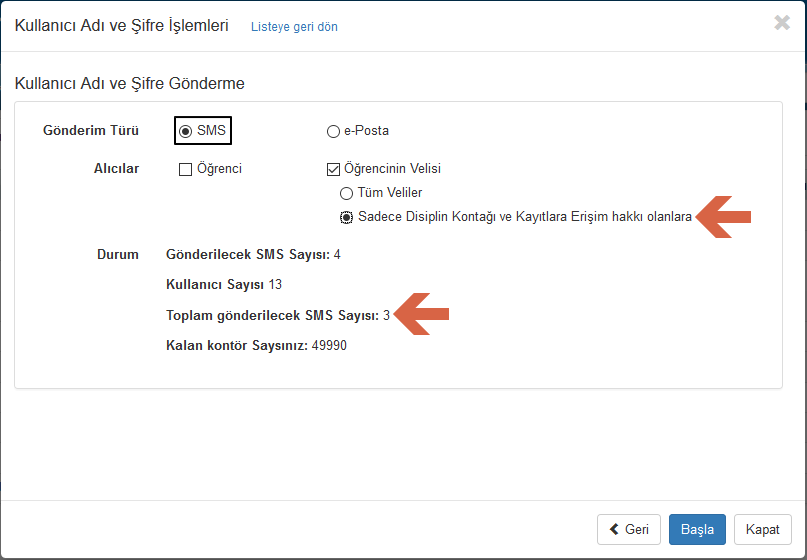 Kullanıcı Adı ve Şifre İşlemleri Listeye geri dön
Kullanıcı Adı ve Şifre Gönderme
Gönderim Türü SMS e-Posta
Alıcılar Öğrenci Öğrencinin Velisi
Tüm Veliler
Sadece Disiplin Kontağı ve Kayıtlara Erişim hakkı olanlara
Durum Gönderilecek SMS Sayısı: 4
Kullanıcı Sayısı 13
Toplam gönderilecek SMS Sayısı: 3
Kalan kontör Saysınız: 49990
Geri Başla Kapat